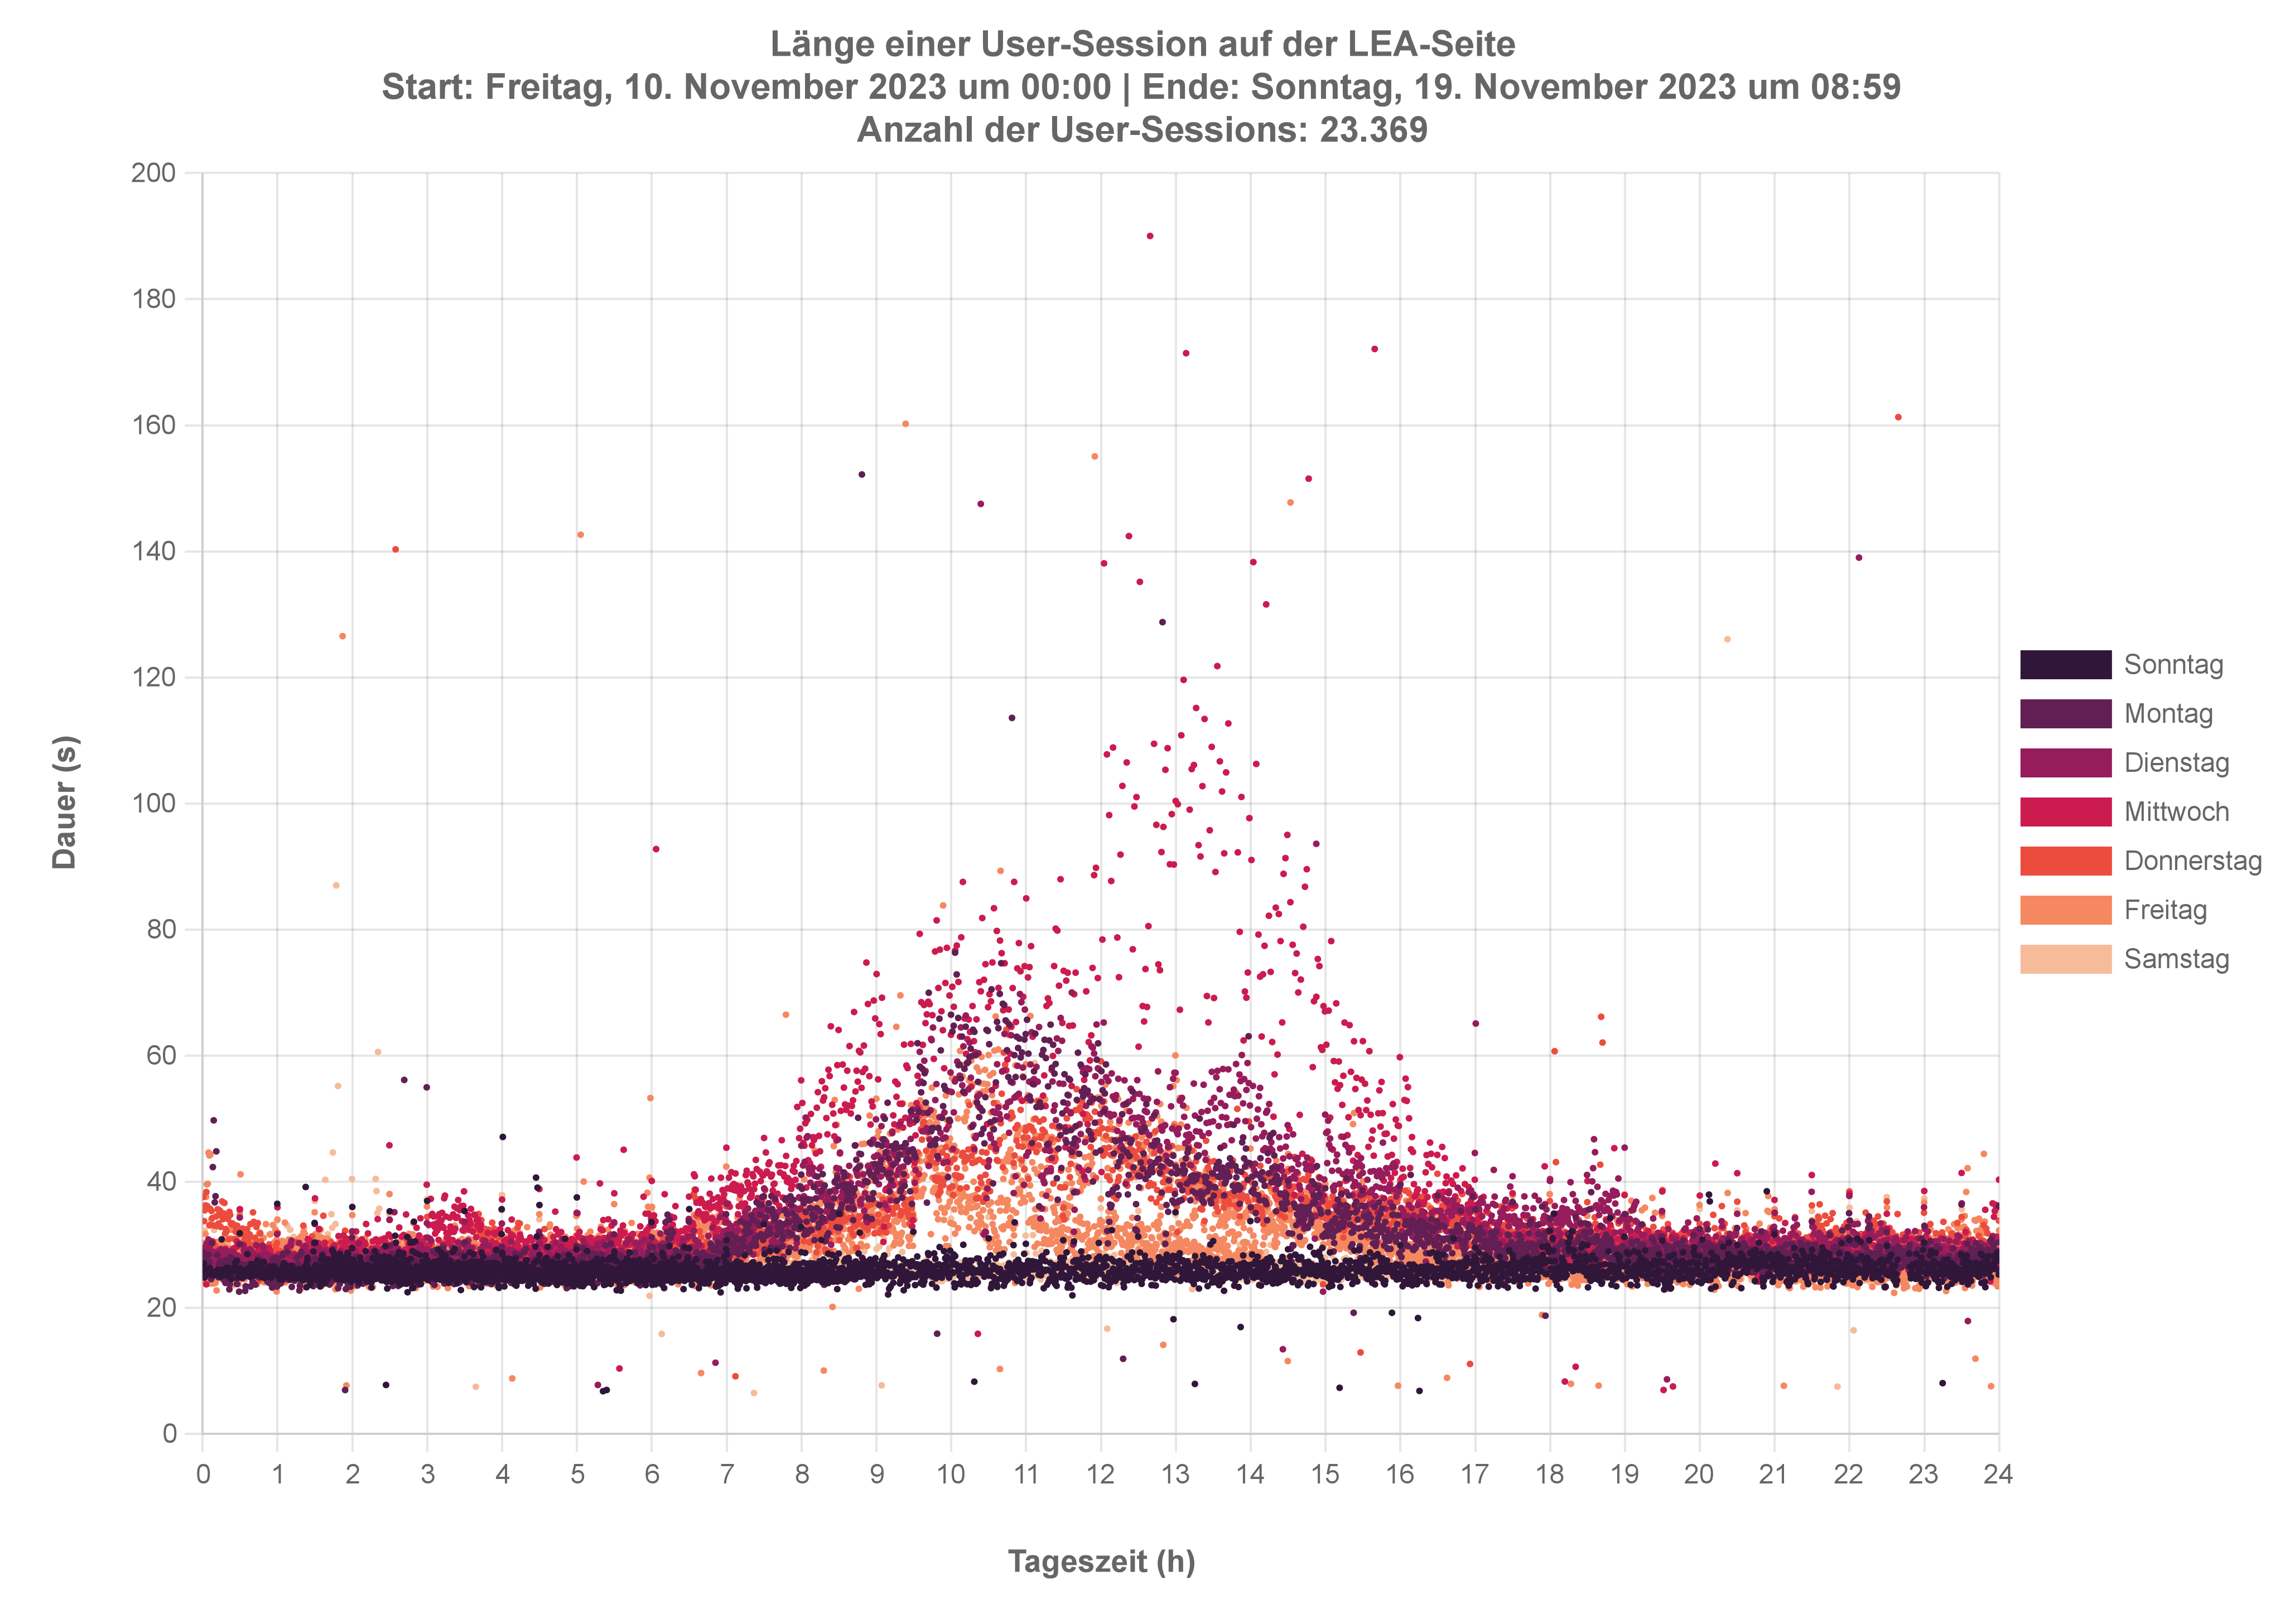 Länge einer User-Session auf der LEA-Seite
Start: Freitag, 10. November 2023 um 00:00 | Ende: Sonntag, 19. November 2023 um 08:59
Anzahl der User-Sessions: 23.369
200
180
160
140
120
100
80
60
40
20
0
Dauer (s)
0 1 2 3 4 5 6 7 8 9 10 11 12 13 14 15 16 17 18 19 20 21 22 23 24
Tageszeit (h)
Sonntag
Montag
Dienstag
Mittwoch
Donnerstag
Freitag
Samstag